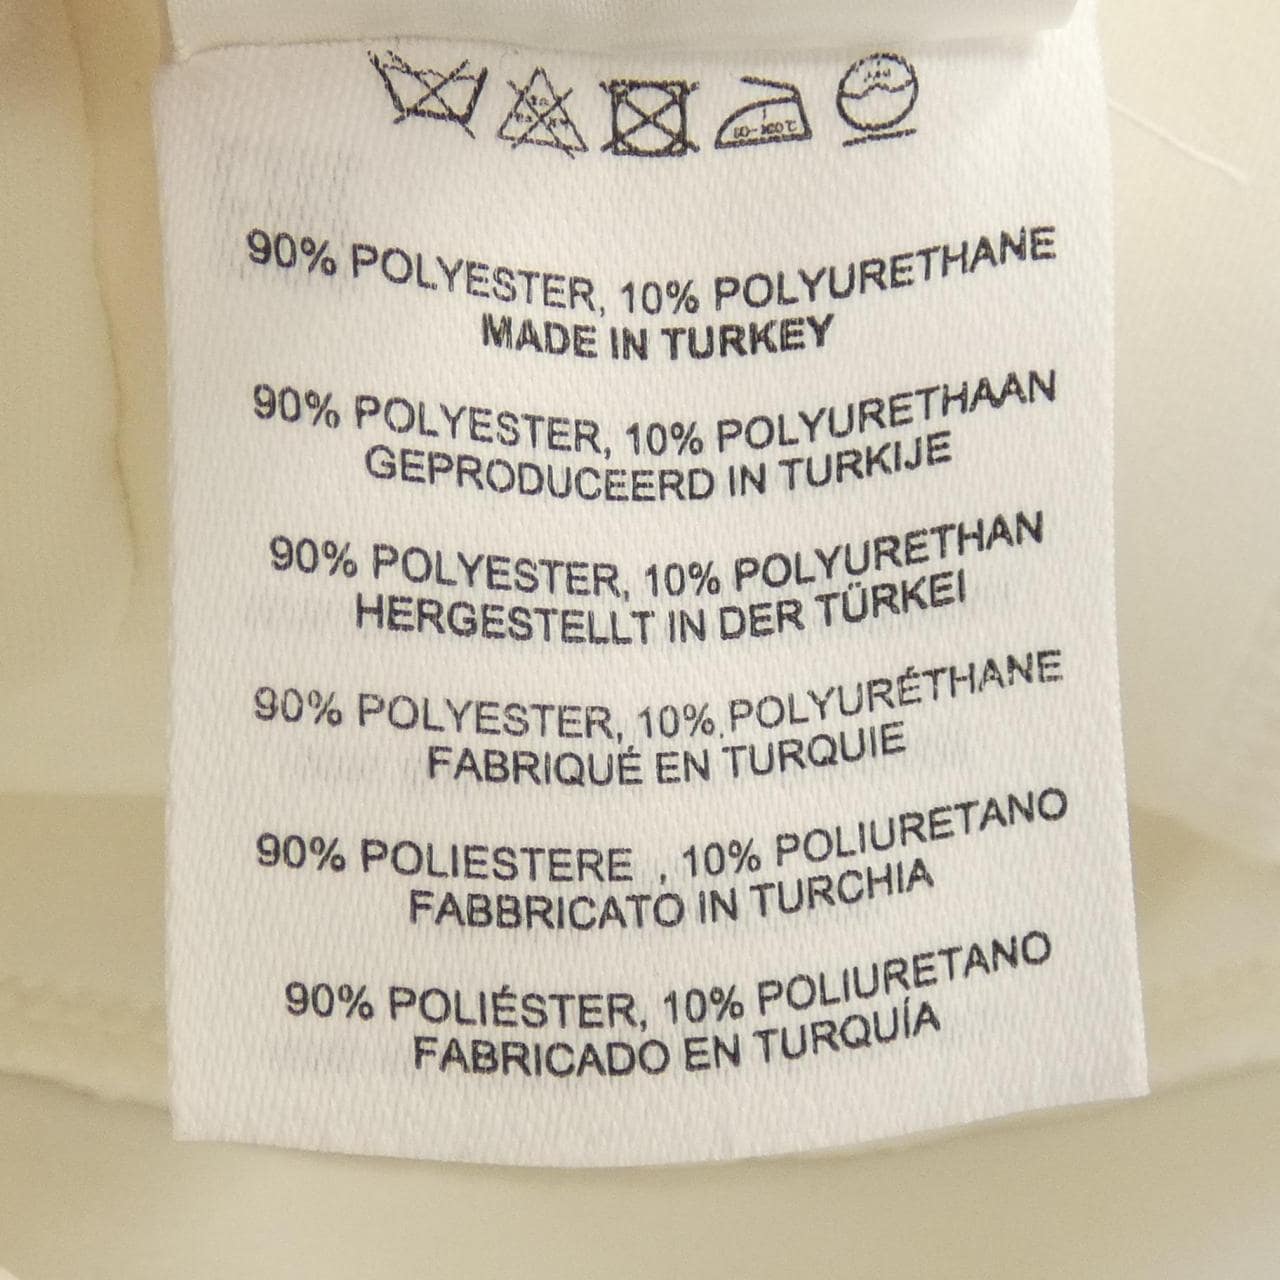 90% POLYESTER, 10% POLYURETHANE
MADE IN TURKEY
90% POLYESTER, 10% POLYURETHAAN
GEPRODUCEERD IN TURKIJE
90% POLYESTER, 10% POLYURETHAN
HERGESTELLT IN DER TÜRKEI
90% POLYESTER, 10% POLYURÉTHANE
FABRIQUÉ EN TURQUIE
90% POLIESTERE , 10% POLIURETANO
FABBRICATO IN TURCHIA
90% POLIÉSTER, 10% POLIURETANO
FABRICADO EN TURQUÍA